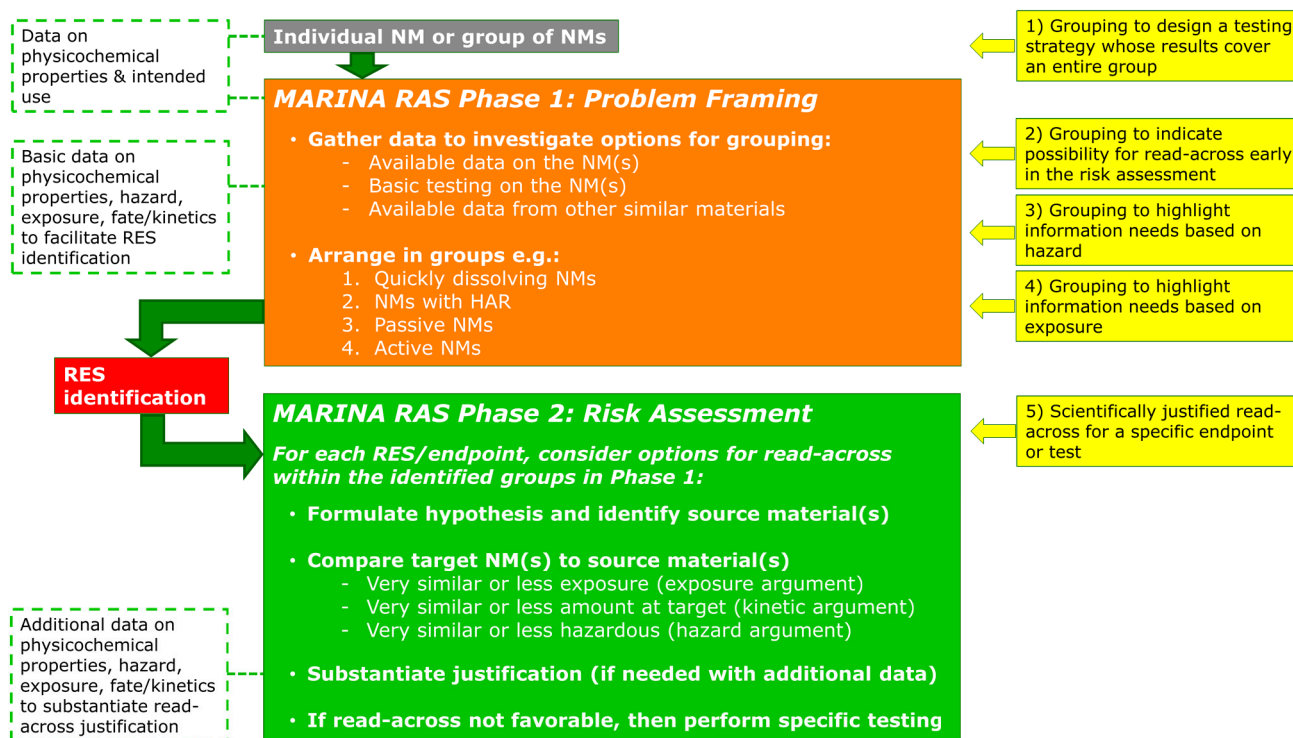 Data on
physicochemical
properties & intended
use
Individual NM or group of NMs
1) Grouping to design a testing
strategy whose results cover
an entire group
MARINA RAS Phase 1: Problem Framing
• Gather data to investigate options for grouping:
- Available data on the NM(s)
- Basic testing on the NM(s)
- Available data from other similar materials
• Arrange in groups e.g.:
1. Quickly dissolving NMs
2. NMs with HAR
3. Passive NMs
4. Active NMs
Basic data on
physicochemical
properties, hazard,
exposure, fate/kinetics
to facilitate RES
identification
2) Grouping to indicate
possibility for read-across early
in the risk assessment
3) Grouping to highlight
information needs based on
hazard
4) Grouping to highlight
information needs based on
exposure
RES
identification
MARINA RAS Phase 2: Risk Assessment
For each RES/endpoint, consider options for read-across
within the identified groups in Phase 1:
• Formulate hypothesis and identify source material(s)
• Compare target NM(s) to source material(s)
- Very similar or less exposure (exposure argument)
- Very similar or less amount at target (kinetic argument)
- Very similar or less hazardous (hazard argument)
• Substantiate justification (if needed with additional data)
• If read-across not favorable, then perform specific testing
5) Scientifically justified read-
across for a specific endpoint
or test
Additional data on
physicochemical
properties, hazard,
exposure, fate/kinetics
to substantiate read-
across justification